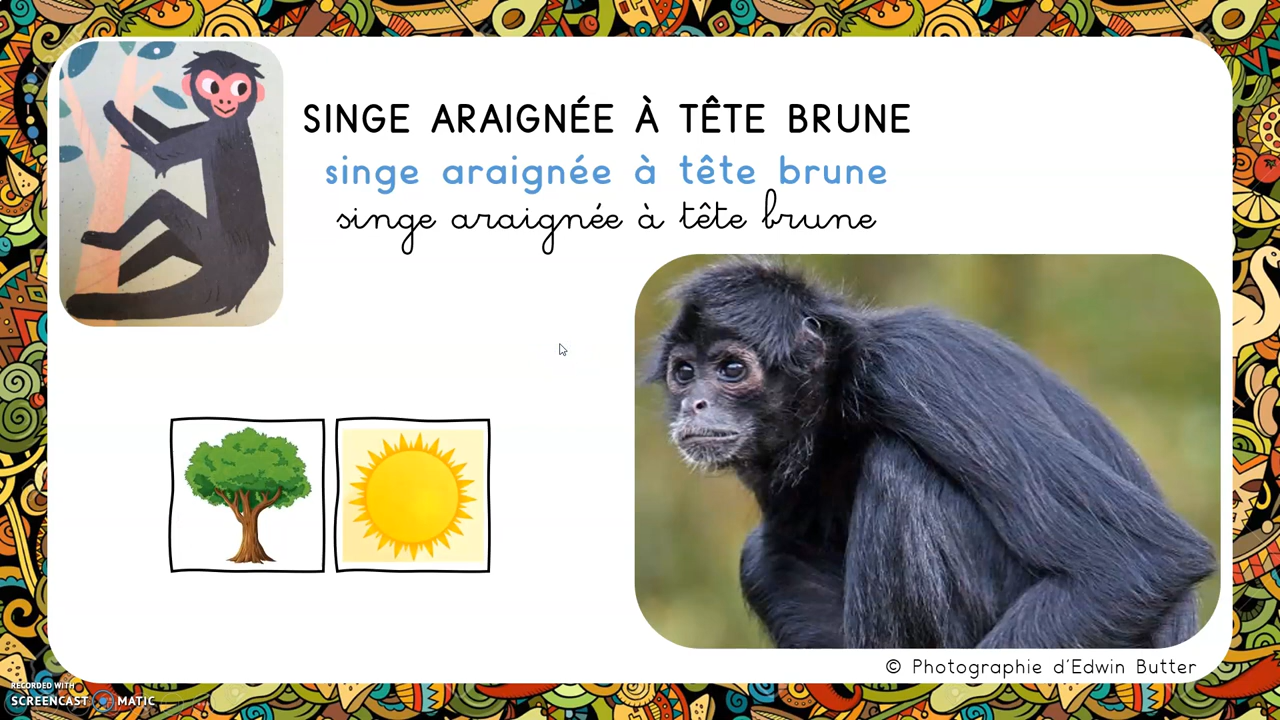 SINGE ARAIGNÉE À TÊTE BRUNE
singe araignée à tête brune
singe araignée à tête brune
© Photographie d'Edwin Butter
RECORDED WITH
SCREENCAST MATIC